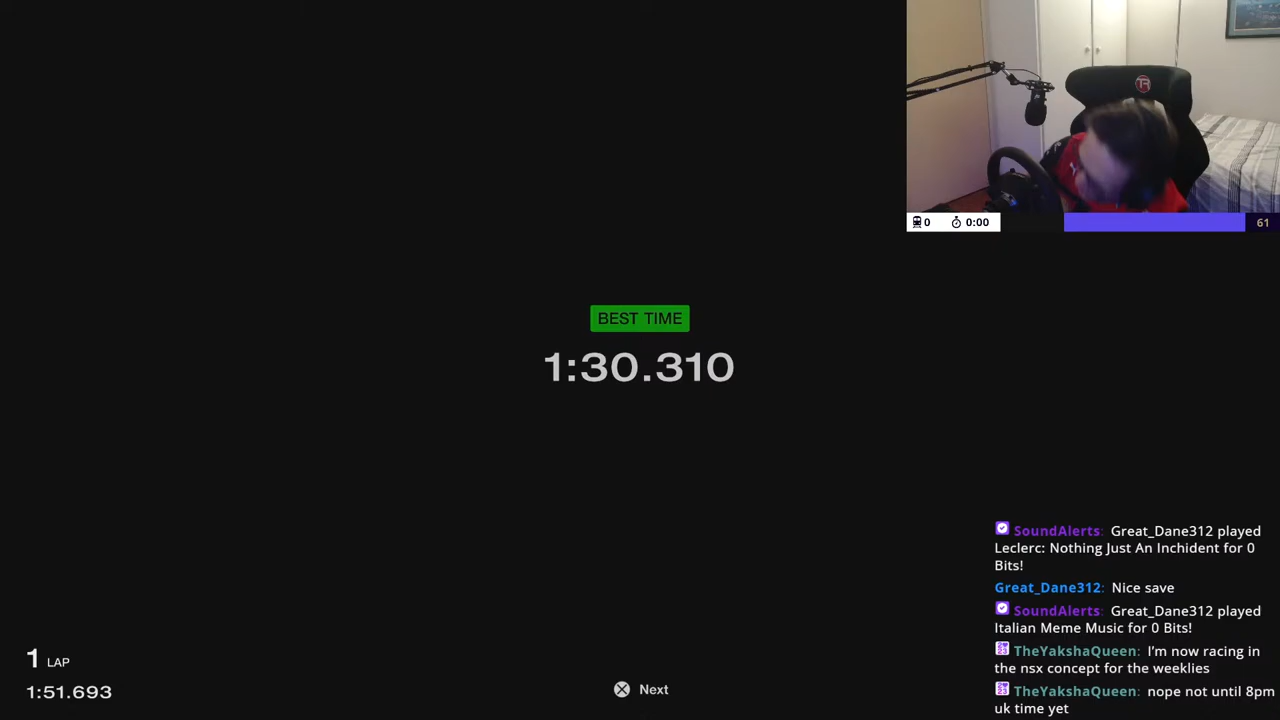 0 0:00 61
BEST TIME
1:30.310
SoundAlerts: Great_Dane312 played
Leclerc: Nothing Just An Inchident for 0
Bits!
Great_Dane312: Nice save
SoundAlerts: Great_Dane312 played
Italian Meme Music for 0 Bits!
TheYakshaQueen: I'm now racing in
the nsx concept for the weeklies
TheYakshaQueen: nope not until 8pm
uk time yet
1 LAP
1:51.693
Next